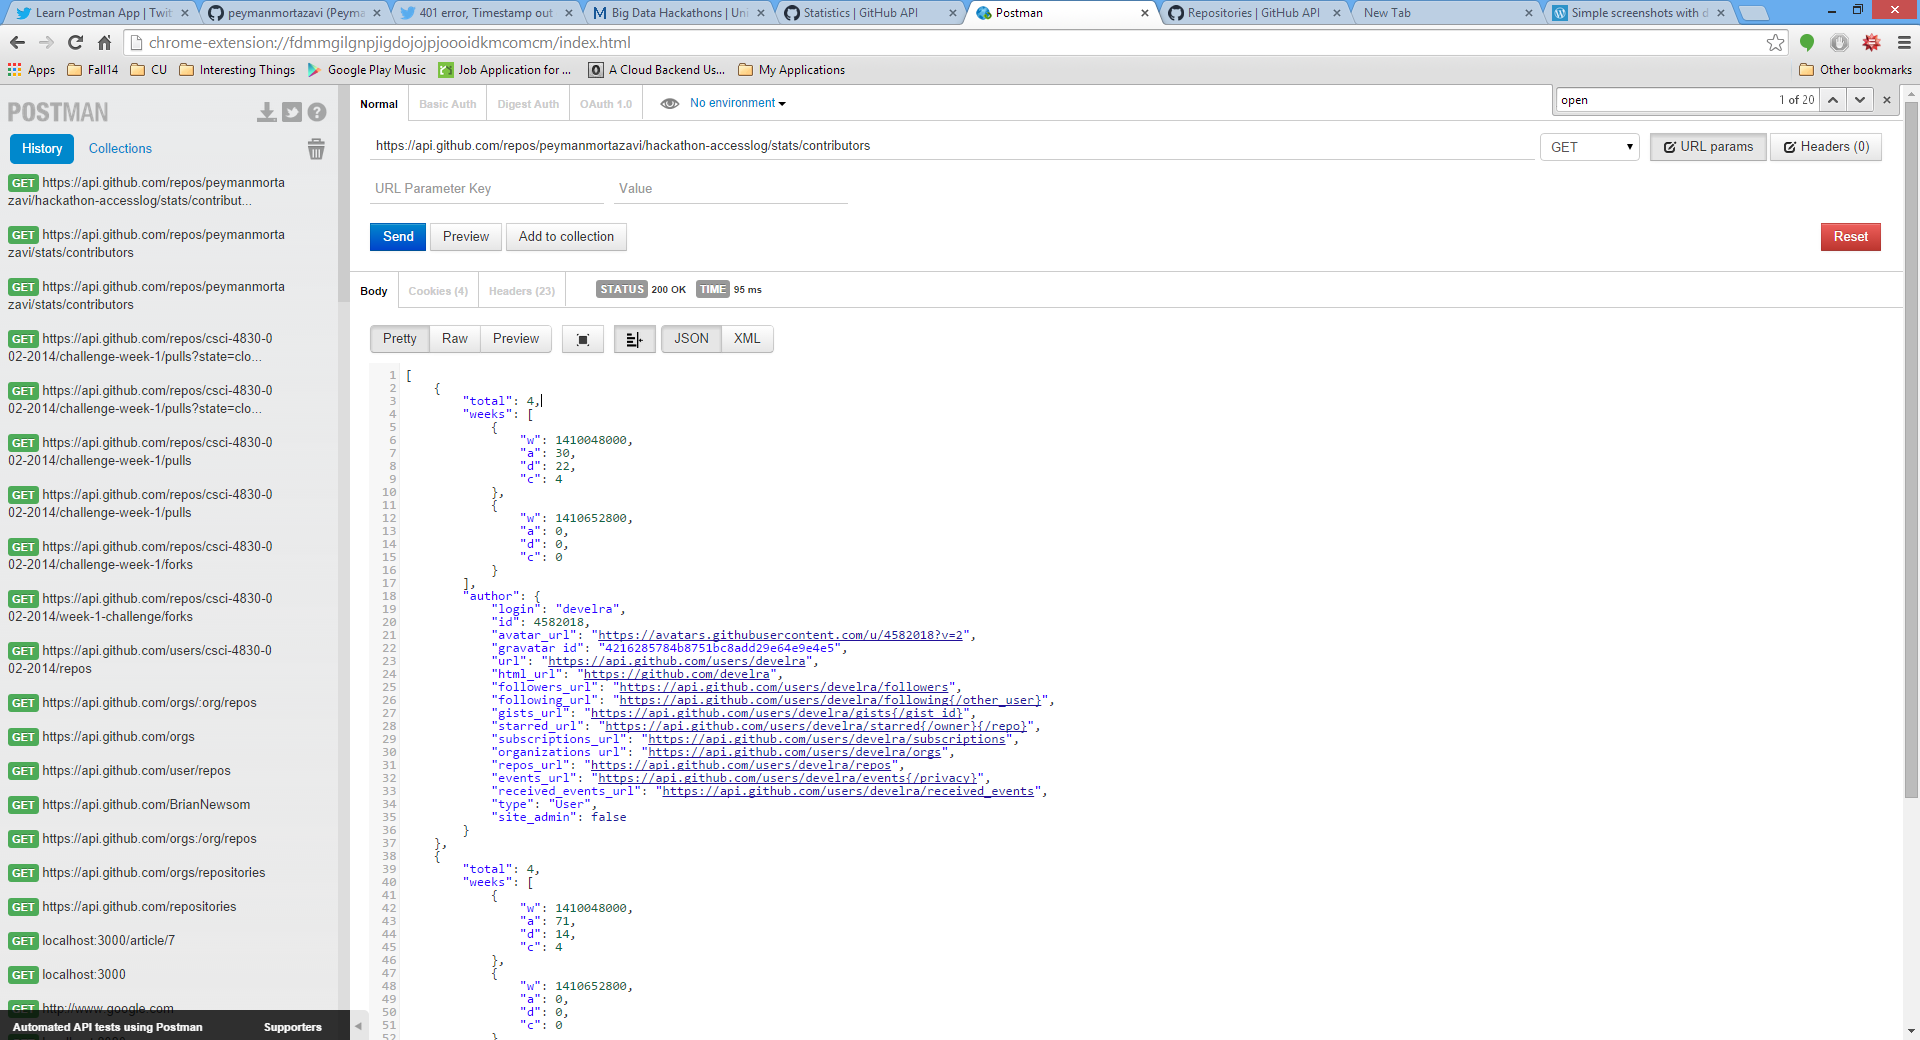 Learn Postman App | Twit
peymanmortazavi (Peyma
401 error, Timestamp out
Big Data Hackathons | Uni
Statistics | GitHub API
Postman
Repositories | GitHub API
New Tab
Simple screenshots with d
chrome-extension://fdmmgilgnpjigdojojpjoooidkmcomcm/index.html
Apps Fall14 CU Interesting Things Google Play Music Job Application for ... A Cloud Backend Us... My Applications Other bookmarks
open 1 of 20
POSTMAN
History Collections
GET https://api.github.com/repos/peymanmorta
zavi/hackathon-accesslog/stats/contribut...
GET https://api.github.com/repos/peymanmorta
zavi/stats/contributors
GET https://api.github.com/repos/peymanmorta
zavi/stats/contributors
GET https://api.github.com/repos/csci-4830-0
02-2014/challenge-week-1/pulls?state=clo...
GET https://api.github.com/repos/csci-4830-0
02-2014/challenge-week-1/pulls?state=clo...
GET https://api.github.com/repos/csci-4830-0
02-2014/challenge-week-1/pulls
GET https://api.github.com/repos/csci-4830-0
02-2014/challenge-week-1/pulls
GET https://api.github.com/repos/csci-4830-0
02-2014/challenge-week-1/forks
GET https://api.github.com/repos/csci-4830-0
02-2014/week-1-challenge/forks
GET https://api.github.com/users/csci-4830-0
02-2014/repos
GET https://api.github.com/orgs/:org/repos
GET https://api.github.com/orgs
GET https://api.github.com/user/repos
GET https://api.github.com/BrianNewsom
GET https://api.github.com/orgs:/org/repos
GET https://api.github.com/orgs/repositories
GET https://api.github.com/repositories
GET localhost:3000/article/7
GET localhost:3000
GET http://www.google.com
Automated API tests using Postman Supporters
Normal Basic Auth Digest Auth OAuth 1.0 No environment
https://api.github.com/repos/peymanmortazavi/hackathon-accesslog/stats/contributors GET URL params Headers (0)
URL Parameter Key Value
Send Preview Add to collection Reset
Body Cookies (4) Headers (23) STATUS 200 OK TIME 95 ms
Pretty Raw Preview JSON XML
1 [
2 {
3 "total": 4,
4 "weeks": [
5 {
6 "w": 1410048000,
7 "a": 30,
8 "d": 22,
9 "c": 4
10 },
11 {
12 "w": 1410652800,
13 "a": 0,
14 "d": 0,
15 "c": 0
16 }
17 ],
18 "author": {
19 "login": "develra",
20 "id": 4582018,
21 "avatar_url": "https://avatars.githubusercontent.com/u/4582018?v=2",
22 "gravatar_id": "4216285784b8751bc8add29e64e9e4e5",
23 "url": "https://api.github.com/users/develra",
24 "html_url": "https://github.com/develra",
25 "followers_url": "https://api.github.com/users/develra/followers",
26 "following_url": "https://api.github.com/users/develra/following{/other_user}",
27 "gists_url": "https://api.github.com/users/develra/gists{/gist_id}",
28 "starred_url": "https://api.github.com/users/develra/starred{/owner}{/repo}",
29 "subscriptions_url": "https://api.github.com/users/develra/subscriptions",
30 "organizations_url": "https://api.github.com/users/develra/orgs",
31 "repos_url": "https://api.github.com/users/develra/repos",
32 "events_url": "https://api.github.com/users/develra/events{/privacy}",
33 "received_events_url": "https://api.github.com/users/develra/received_events",
34 "type": "User",
35 "site_admin": false
36 }
37 },
38 {
39 "total": 4,
40 "weeks": [
41 {
42 "w": 1410048000,
43 "a": 71,
44 "d": 14,
45 "c": 4
46 },
47 {
48 "w": 1410652800,
49 "a": 0,
50 "d": 0,
51 "c": 0
52 }